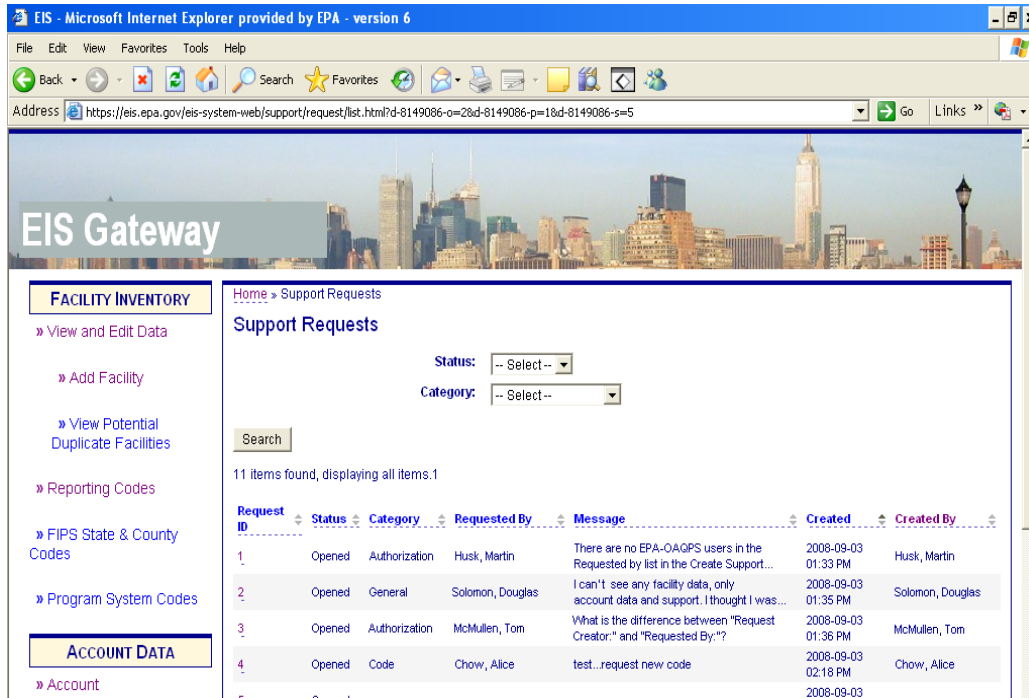 EIS - Microsoft Internet Explorer provided by EPA - version 6
File Edit View Favorites Tools Help
Back Search Favorites
Address https://eis.epa.gov/eis-system-web/support/request/list.html?d-8149086-o=2&d-8149086-p=1&d-8149086-s=5 Go Links »
EIS Gateway
FACILITY INVENTORY
» View and Edit Data
» Add Facility
» View Potential
Duplicate Facilities
» Reporting Codes
» FIPS State & County
Codes
» Program System Codes
ACCOUNT DATA
» Account
Home » Support Requests
Support Requests
Status: -- Select --
Category: -- Select --
Search
11 items found, displaying all items.1
Request ID Status Category Requested By Message Created Created By
1 Opened Authorization Husk, Martin There are no EPA-OAQPS users in the Requested by list in the Create Support... 2008-09-03 01:33 PM Husk, Martin
2 Opened General Solomon, Douglas I can't see any facility data, only account data and support. I thought I was... 2008-09-03 01:35 PM Solomon, Douglas
3 Opened Authorization McMullen, Tom What is the difference between "Request Creator:" and "Requested By:"? 2008-09-03 01:36 PM McMullen, Tom
4 Opened Code Chow, Alice test...request new code 2008-09-03 02:18 PM Chow, Alice
2008-09-03